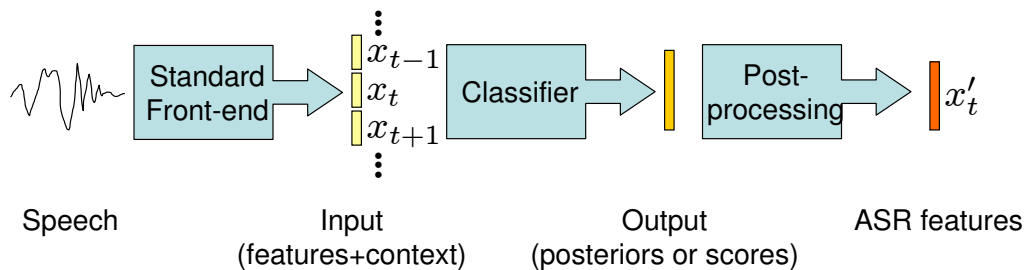 Standard
Front-end
x_{t-1}
x_t
x_{t+1}
Classifier
Post-
processing
x'_t
Speech
Input
(features+context)
Output
(posteriors or scores)
ASR features